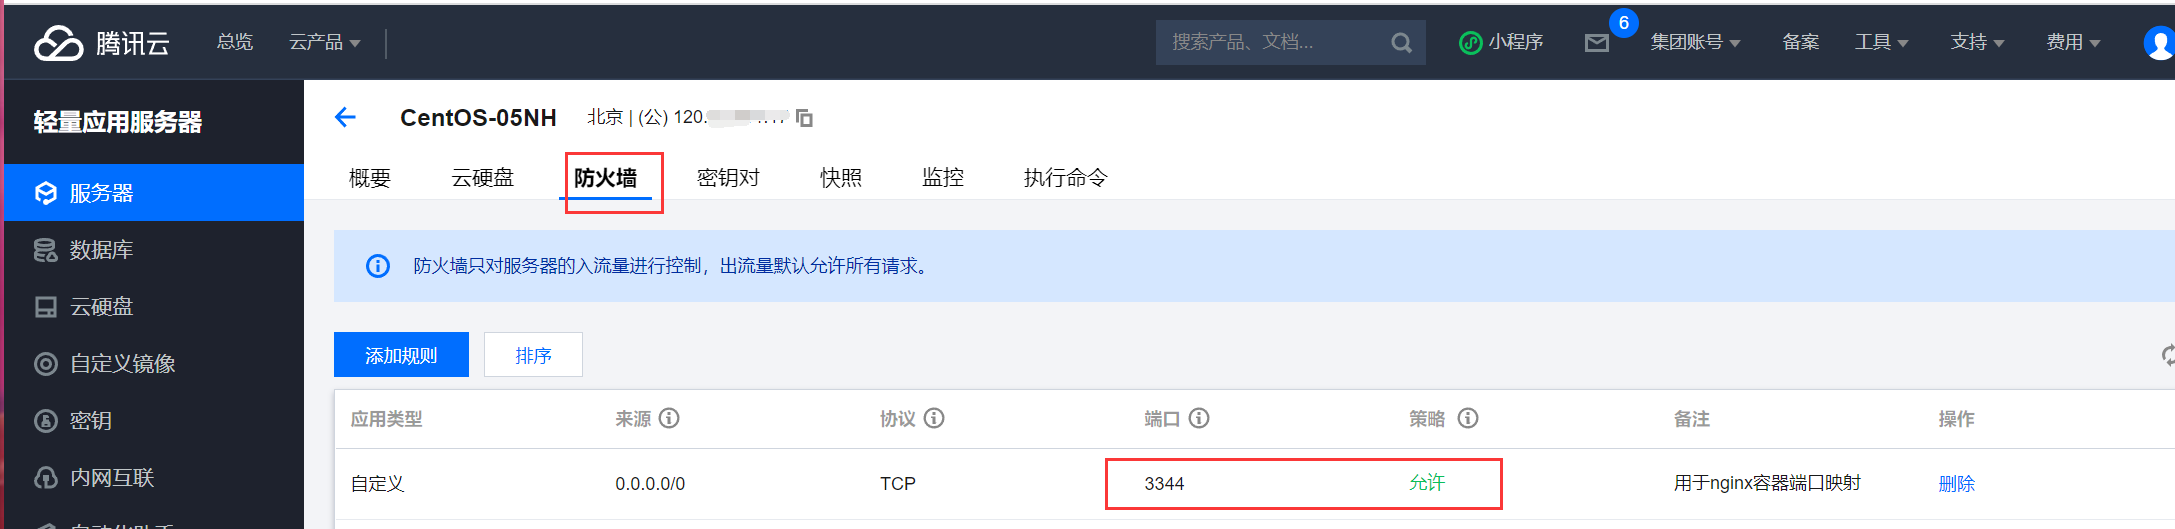 腾讯云 总览 云产品 搜索产品、文档... 小程序 6 集团账号 备案 工具 支持 费用
轻量应用服务器
服务器
数据库
云硬盘
自定义镜像
密钥
内网互联
CentOS-05NH 北京 | (公) 120.
概要 云硬盘 防火墙 密钥对 快照 监控 执行命令
防火墙只对服务器的入流量进行控制，出流量默认允许所有请求。
添加规则 排序
应用类型 来源 协议 端口 策略 备注 操作
自定义 0.0.0.0/0 TCP 3344 允许 用于nginx容器端口映射 删除